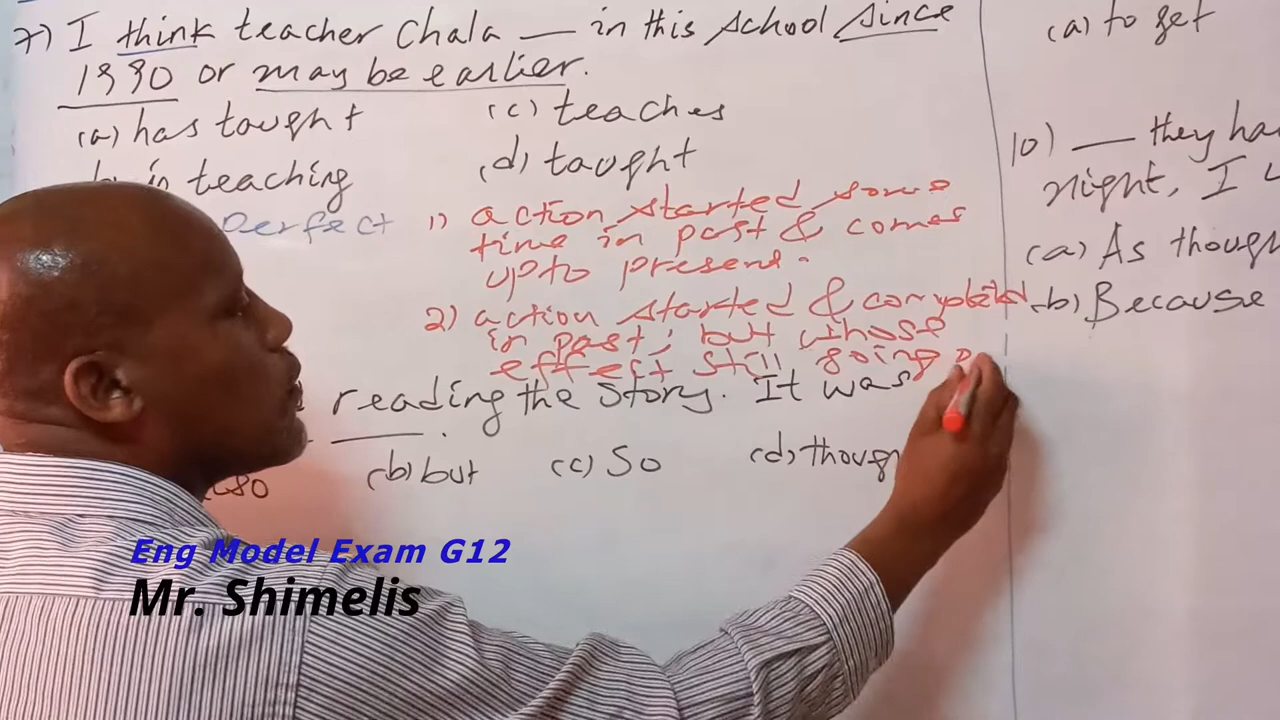 7) I think teacher Chala — in this school since
1990 or may be earlier.
(a) has taught
(c) teaches
in teaching
(d) taught
Perfect
1) action started some
time in past & comes
up to present.
2) action started & completed
in past, but whose
effect still going
reading the story. It was
(b) but
(c) So
(d) though
also
(a) to get
10) — they ha
night, I
(a) As though
(b) Because
Eng Model Exam G12
Mr. Shimelis